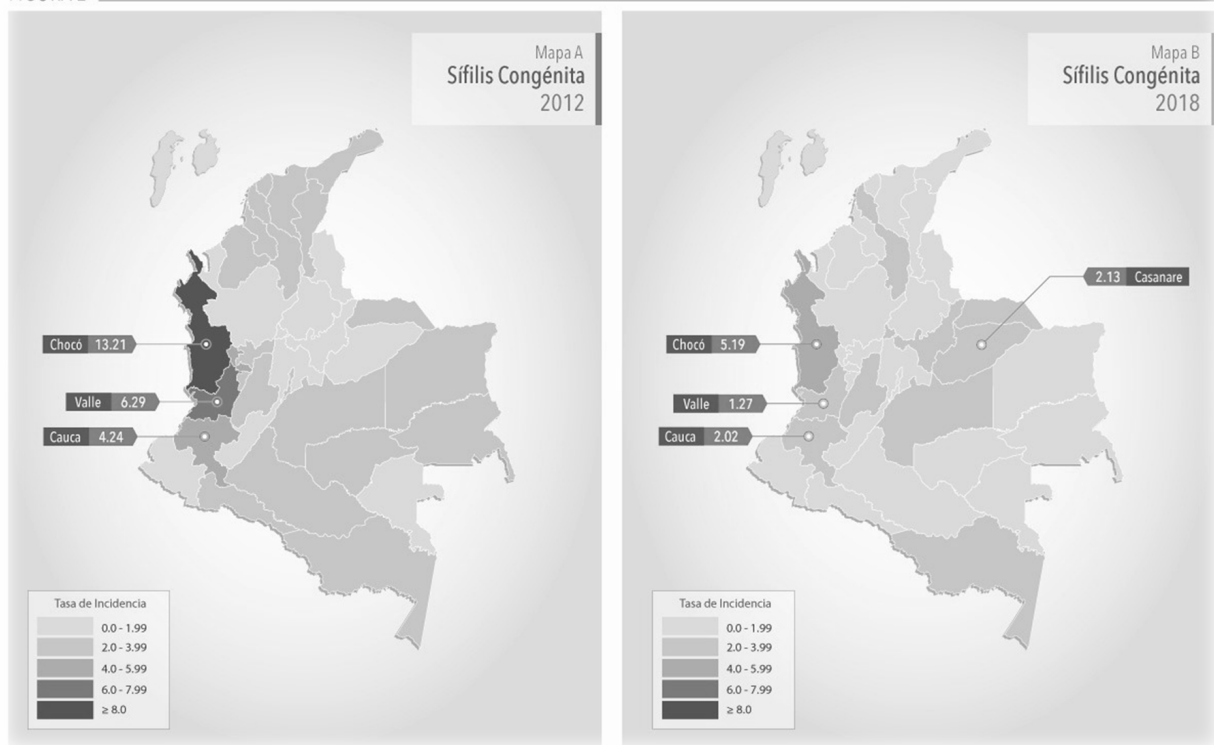 Mapa A
Sífilis Congénita
2012
Chocó 13.21
Valle 6.29
Cauca 4.24
Tasa de Incidencia
0.0 - 1.99
2.0 - 3.99
4.0 - 5.99
6.0 - 7.99
≥ 8.0
Mapa B
Sífilis Congénita
2018
2.13 Casanare
Chocó 5.19
Valle 1.27
Cauca 2.02
Tasa de Incidencia
0.0 - 1.99
2.0 - 3.99
4.0 - 5.99
6.0 - 7.99
≥ 8.0